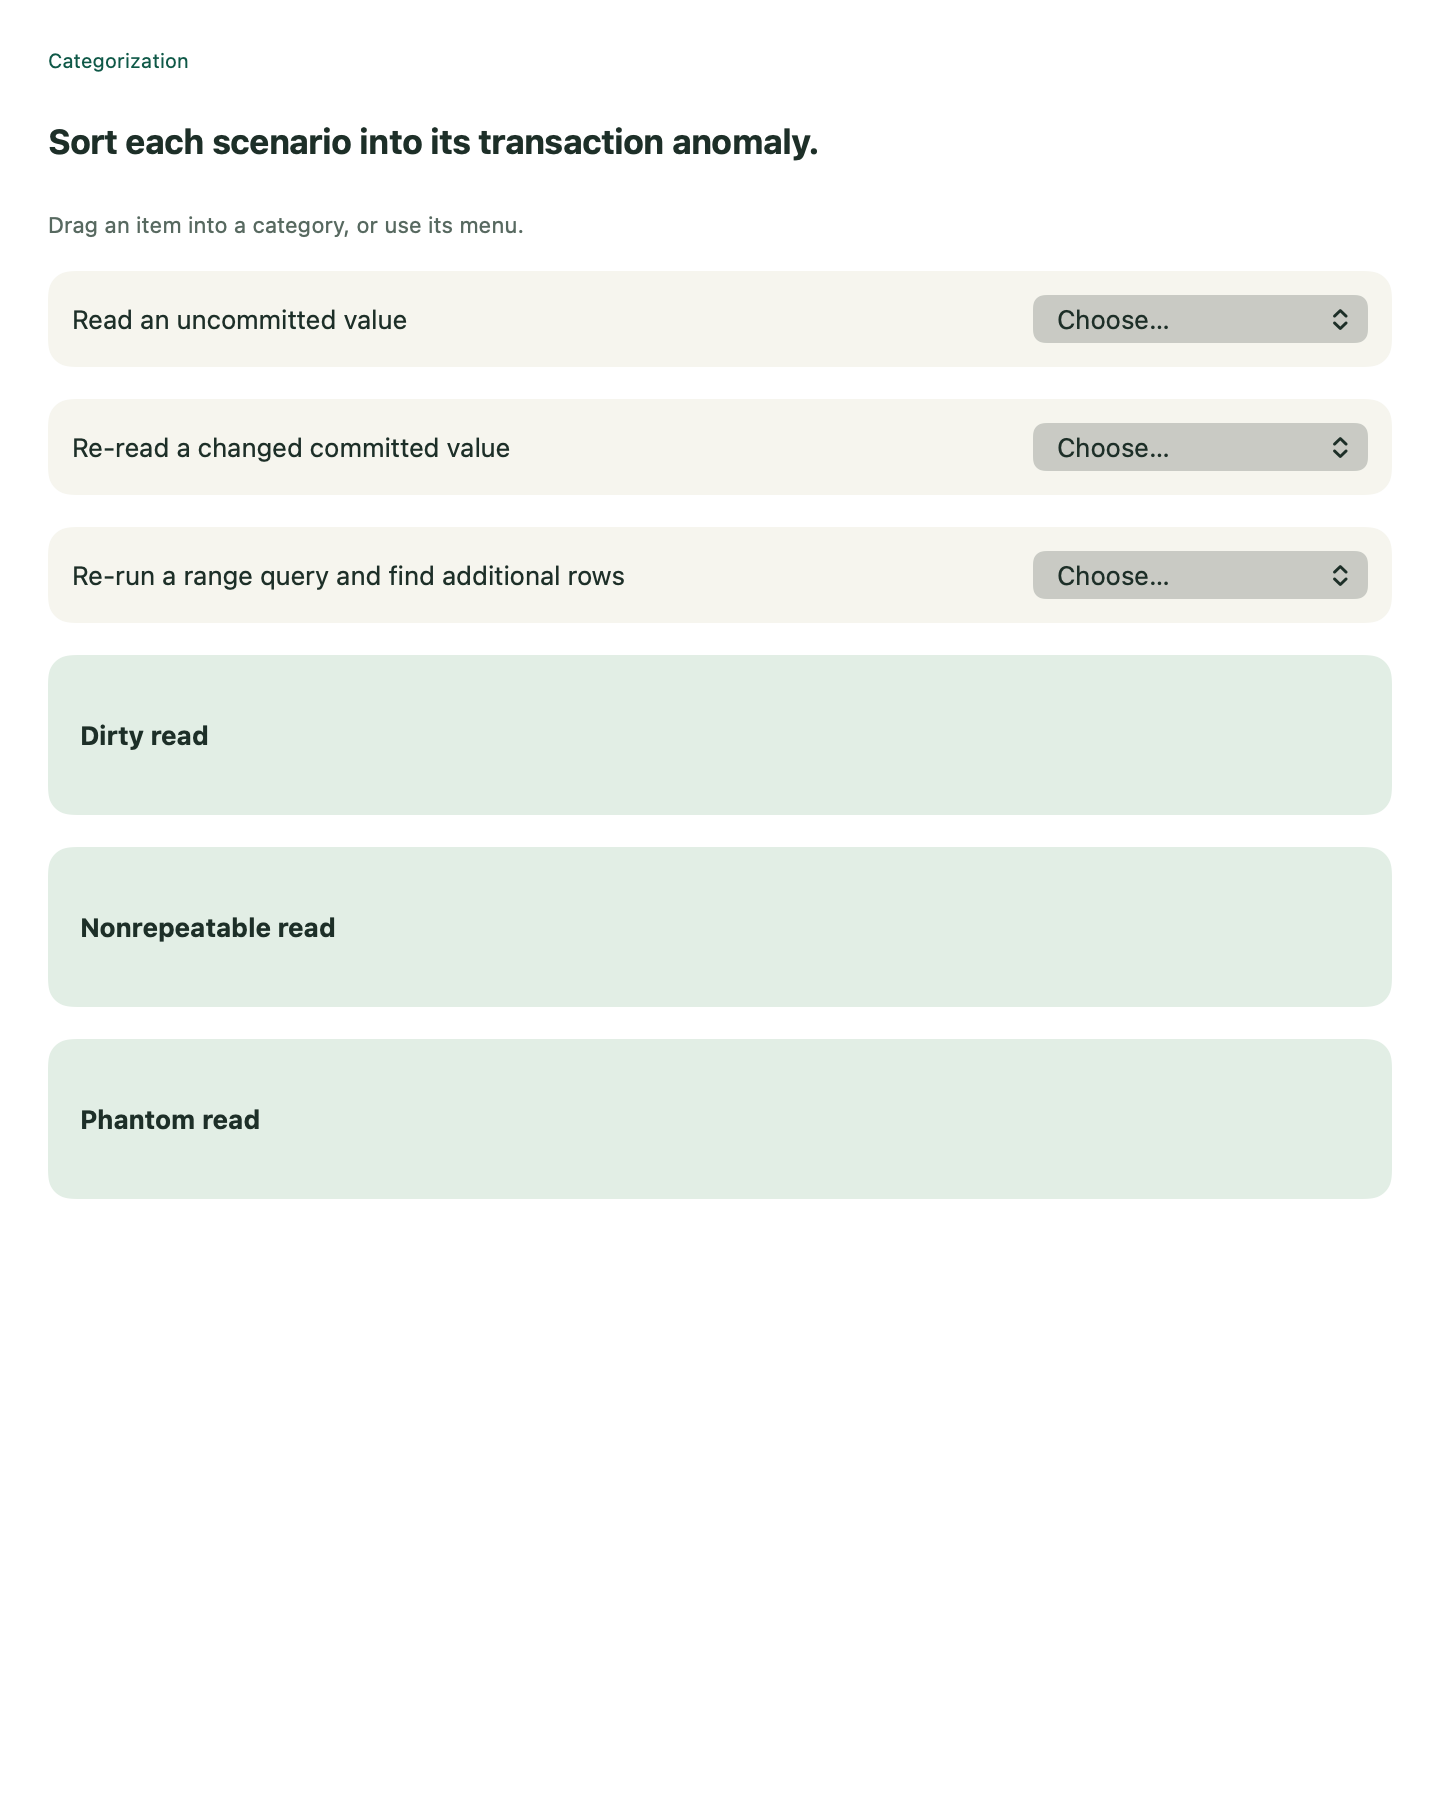 Categorization
Sort each scenario into its transaction anomaly.
Drag an item into a category, or use its menu.
Read an uncommitted value Choose...
Re-read a changed committed value Choose...
Re-run a range query and find additional rows Choose...
Dirty read
Nonrepeatable read
Phantom read